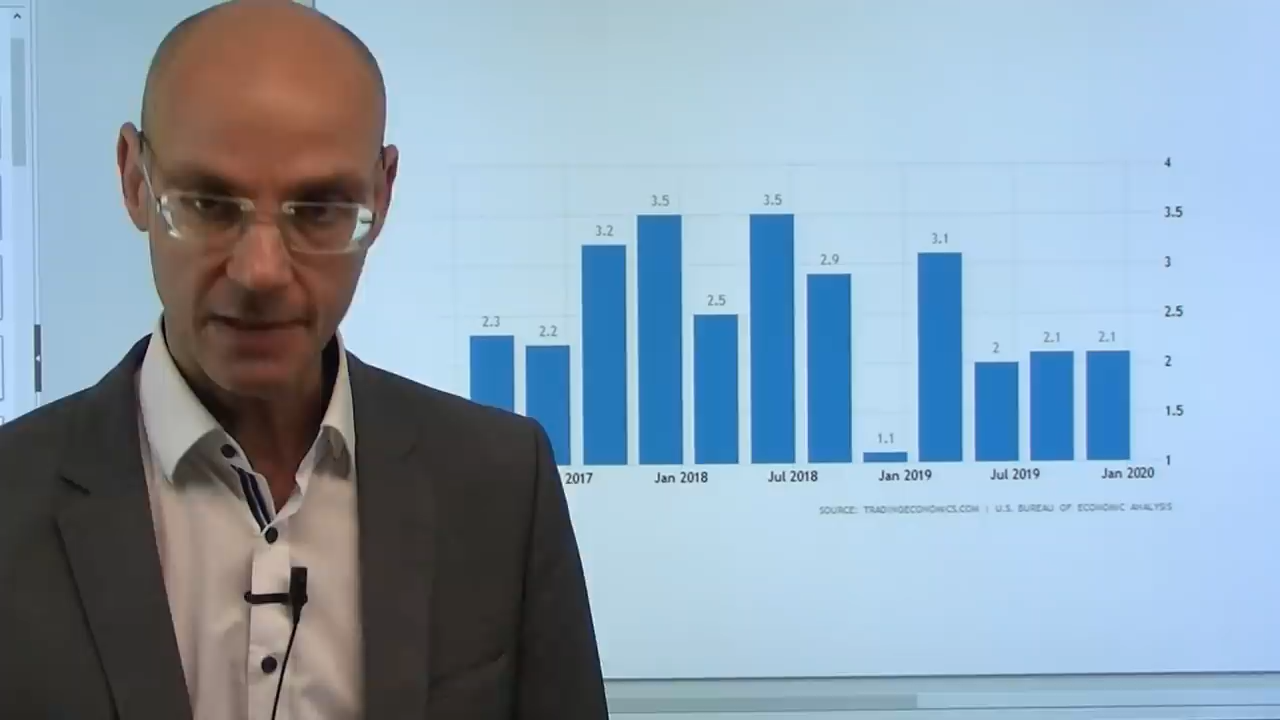 4
3.5 3.5 3.5
3.2
3.1
2.9 3
2.5 2.5
2.3 2.2
2 2.1 2.1 2
1.5
1.1
1
2017 Jan 2018 Jul 2018 Jan 2019 Jul 2019 Jan 2020
SOURCE: TRADINGECONOMICS.COM | U.S. BUREAU OF ECONOMIC ANALYSIS